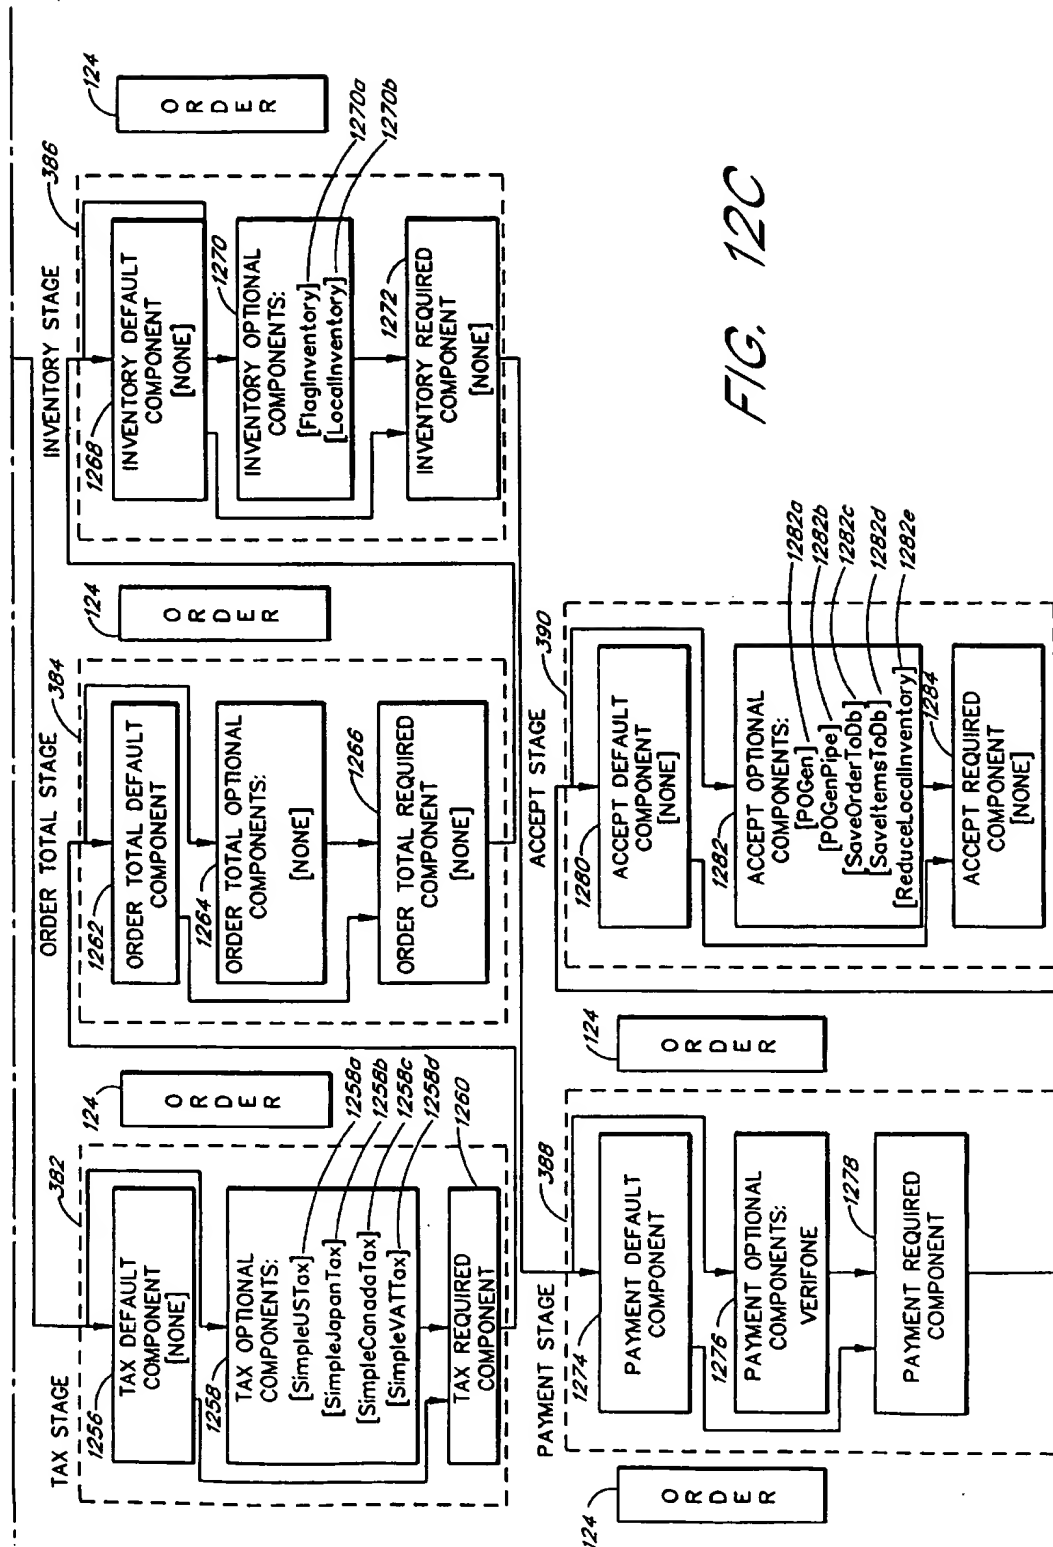 TAX STAGE
382
1256
TAX DEFAULT
COMPONENT
[NONE]
1258
TAX OPTIONAL
COMPONENTS:
[SimpleUSTax]
[SimpleJapanTax]
[SimpleCanadaTax]
[SimpleVATTax]
1258a
1258b
1258c
1258d
1260
TAX REQUIRED
COMPONENT
124
ORDER
ORDER TOTAL STAGE
384
1262
ORDER TOTAL DEFAULT
COMPONENT
1264
ORDER TOTAL OPTIONAL
COMPONENTS:
[NONE]
1266
ORDER TOTAL REQUIRED
COMPONENT
[NONE]
124
ORDER
INVENTORY STAGE
386
1268
INVENTORY DEFAULT
COMPONENT
[NONE]
1270
INVENTORY OPTIONAL
COMPONENTS:
[FlagInventory]
[LocalInventory]
1270a
1270b
1272
INVENTORY REQUIRED
COMPONENT
[NONE]
124
ORDER
124
ORDER
PAYMENT STAGE
388
1274
PAYMENT DEFAULT
COMPONENT
1276
PAYMENT OPTIONAL
COMPONENTS:
VERIFONE
1278
PAYMENT REQUIRED
COMPONENT
124
ORDER
ACCEPT STAGE
390
1280
ACCEPT DEFAULT
COMPONENT
[NONE]
1282
ACCEPT OPTIONAL
COMPONENTS:
[POGen]
[POGenPipe]
[SaveOrderToDb]
[SaveItemsToDb]
[ReduceLocalInventory]
1282a
1282b
1282c
1282d
1282e
1284
ACCEPT REQUIRED
COMPONENT
[NONE]
FIG. 12C